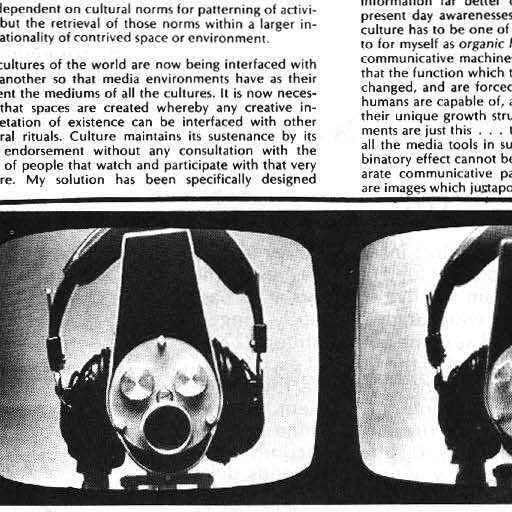 dependent on cultural norms for patterning of activi-
but the retrieval of those norms within a larger in-
ationality of contrived space or environment.
cultures of the world are now being interfaced with
another so that media environments have as their
ent the mediums of all the cultures. It is now neces-
that spaces are created whereby any creative in-
etation of existence can be interfaced with other
ral rituals. Culture maintains its sustenance by its
endorsement without any consultation with the
of people that watch and participate with that very
re. My solution has been specifically designed
information far better
present day awarenesses
culture has to be one of
to for myself as organic
communicative machine
that the function which t
changed, and are forced
humans are capable of, a
their unique growth stru
ments are just this . . . t
all the media tools in su
binatory effect cannot be
arate communicative pa
are images which juxtapo